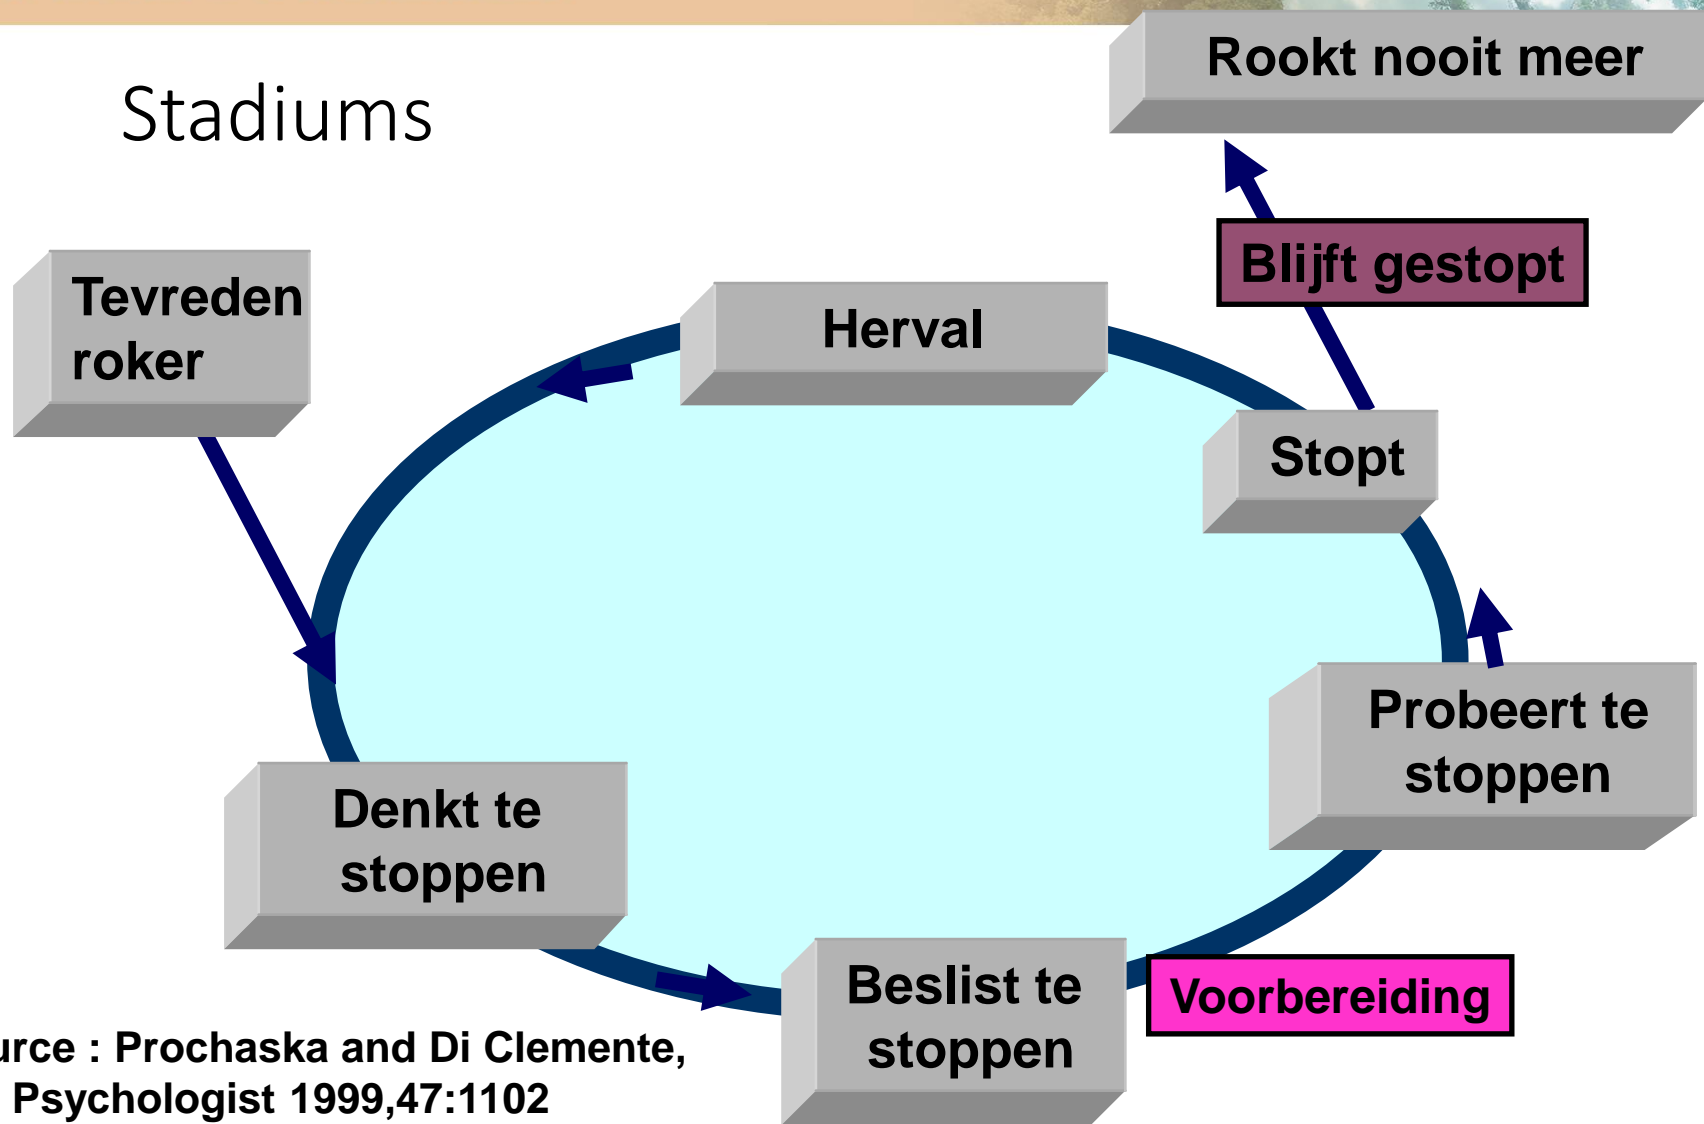 Stadiums
Rookt nooit meer
Blijft gestopt
Tevreden
roker
Herval
Stopt
Probeert te
stoppen
Denkt te
stoppen
Beslist te
stoppen
Voorbereiding
urce : Prochaska and Di Clemente,
Psychologist 1999,47:1102